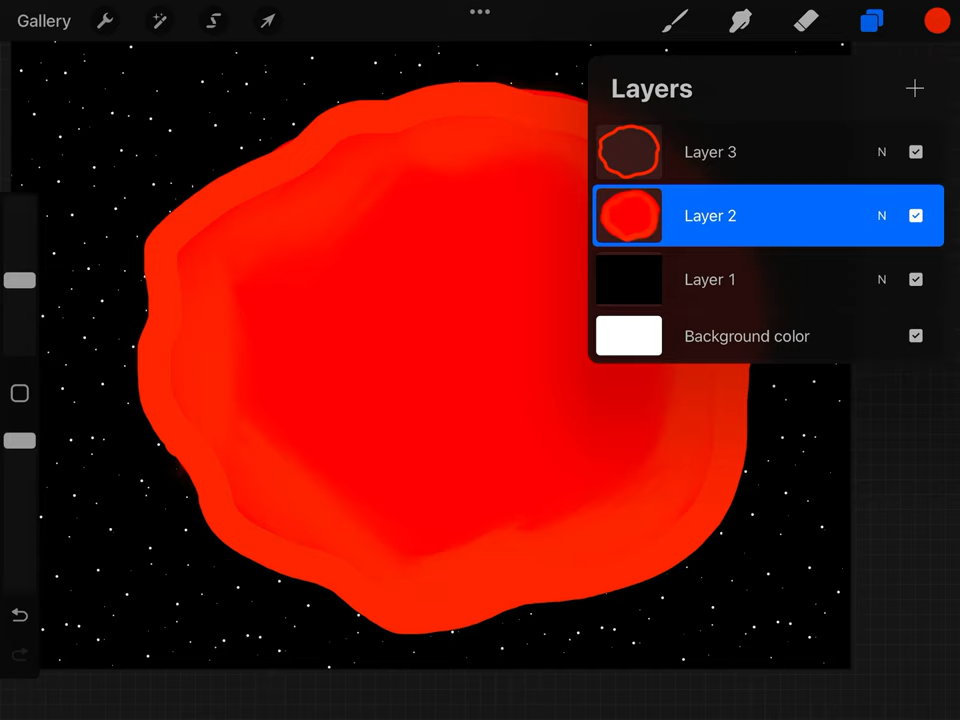 Gallery
Layers
Layer 3 N
Layer 2 N
Layer 1 N
Background color